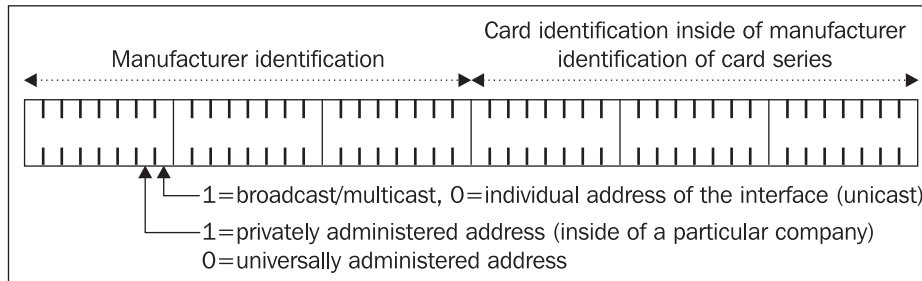 Manufacturer identification
Card identification inside of manufacturer
identification of card series
1=broadcast/multicast, 0=individual address of the interface (unicast)
1=privately administered address (inside of a particular company)
0=universally administered address